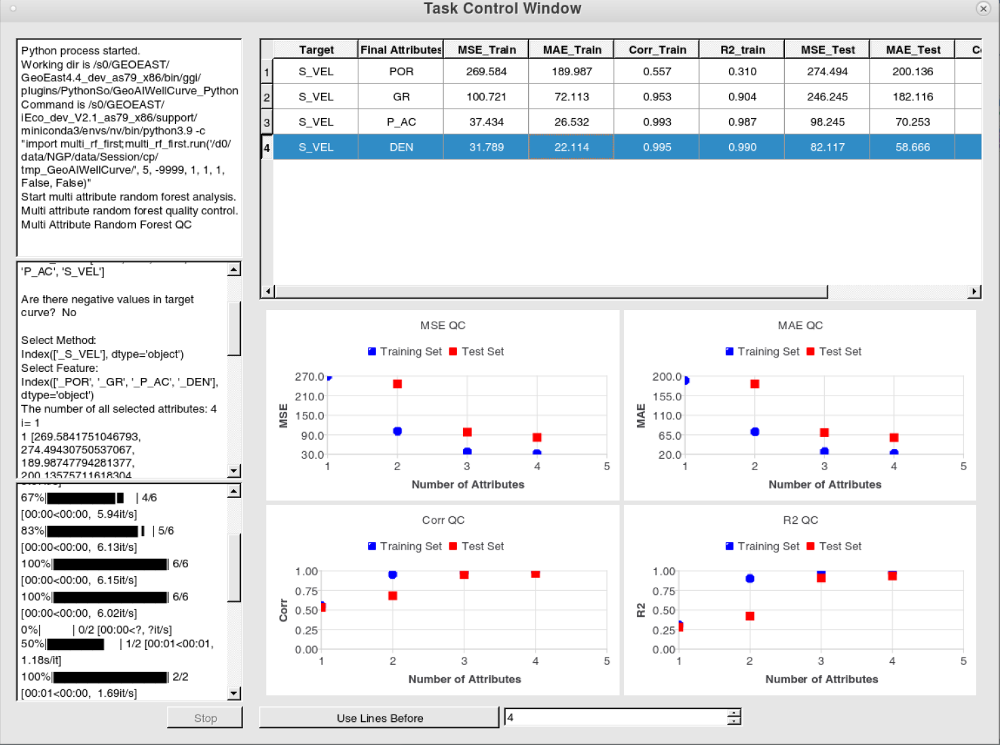 Task Control Window
Python process started.
Working dir is /s0/GEOEAST/
GeoEast4.4_dev_as79_x86/bin/ggi/
plugins/PythonSo/GeoAIWellCurve_Python
Command is /s0/GEOEAST/
iEco_dev_V2.1_as79_x86/support/
miniconda3/envs/nv/bin/python3.9 -c
"import multi_rf_first;multi_rf_first.run('/d0/
data/NGP/data/Session/cp/
tmp_GeoAIWellCurve/', 5, -9999, 1, 1, 1,
False, False)"
Start multi attribute random forest analysis.
Multi attribute random forest quality control.
Multi Attribute Random Forest QC
'P_AC', 'S_VEL']
Are there negative values in target
curve? No
Select Method:
Index(['_S_VEL'], dtype='object')
Select Feature:
Index(['_POR', '_GR', '_P_AC', '_DEN'],
dtype='object')
The number of all selected attributes: 4
i= 1
1 [269.5841751046793,
274.49430750537067,
189.98747794281377,
200.13575711618304
67%| | 4/6
[00:00<00:00, 5.94it/s]
83%| | 5/6
[00:00<00:00, 6.13it/s]
100%| | 6/6
[00:00<00:00, 6.15it/s]
100%| | 6/6
[00:00<00:00, 6.02it/s]
0%| | 0/2 [00:00<?, ?it/s]
50%| | 1/2 [00:01<00:01,
1.18s/it]
100%| | 2/2
[00:01<00:00, 1.69it/s]
Stop
Target Final Attributes MSE_Train MAE_Train Corr_Train R2_train MSE_Test MAE_Test
1 S_VEL POR 269.584 189.987 0.557 0.310 274.494 200.136
2 S_VEL GR 100.721 72.113 0.953 0.904 246.245 182.116
3 S_VEL P_AC 37.434 26.532 0.993 0.987 98.245 70.253
4 S_VEL DEN 31.789 22.114 0.995 0.990 82.117 58.666
MSE QC
Training Set Test Set
MSE
270.0
210.0
150.0
90.0
30.0
1 2 3 4 5
Number of Attributes
MAE QC
Training Set Test Set
MAE
200.0
155.0
110.0
65.0
20.0
1 2 3 4 5
Number of Attributes
Corr QC
Training Set Test Set
Corr
1.00
0.75
0.50
0.25
0.00
1 2 3 4 5
Number of Attributes
R2 QC
Training Set Test Set
R2
1.00
0.75
0.50
0.25
0.00
1 2 3 4 5
Number of Attributes
Use Lines Before
4